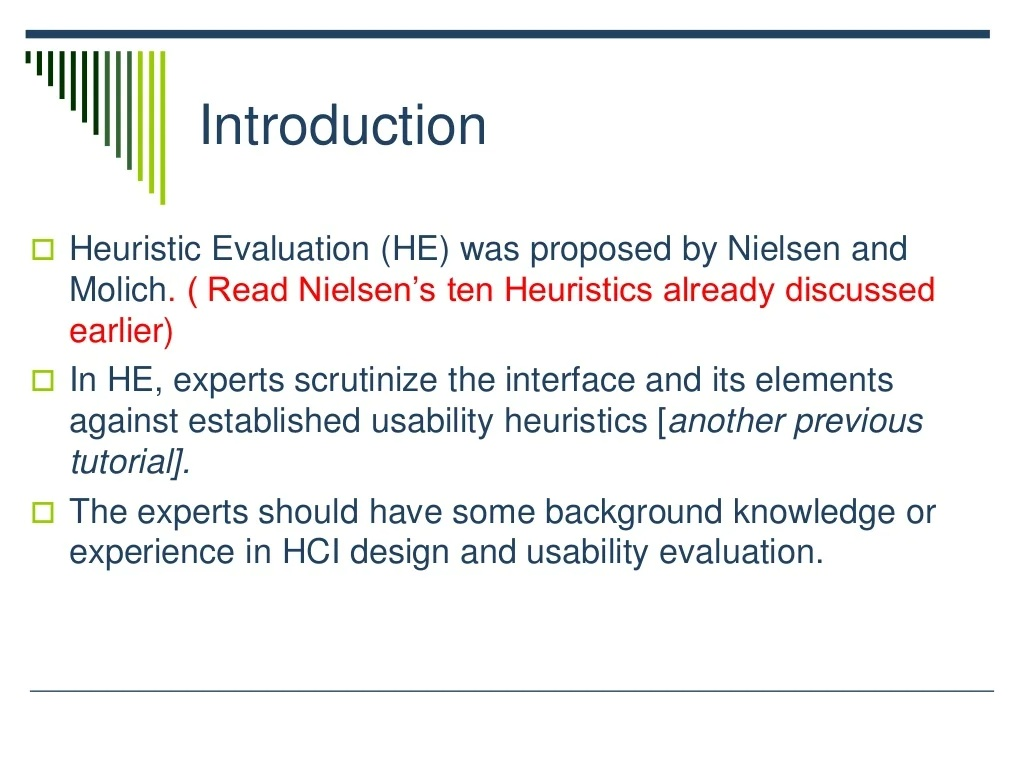 Introduction
Heuristic Evaluation (HE) was proposed by Nielsen and
Molich. ( Read Nielsen’s ten Heuristics already discussed
earlier)
In HE, experts scrutinize the interface and its elements
against established usability heuristics [another previous
tutorial].
The experts should have some background knowledge or
experience in HCI design and usability evaluation.